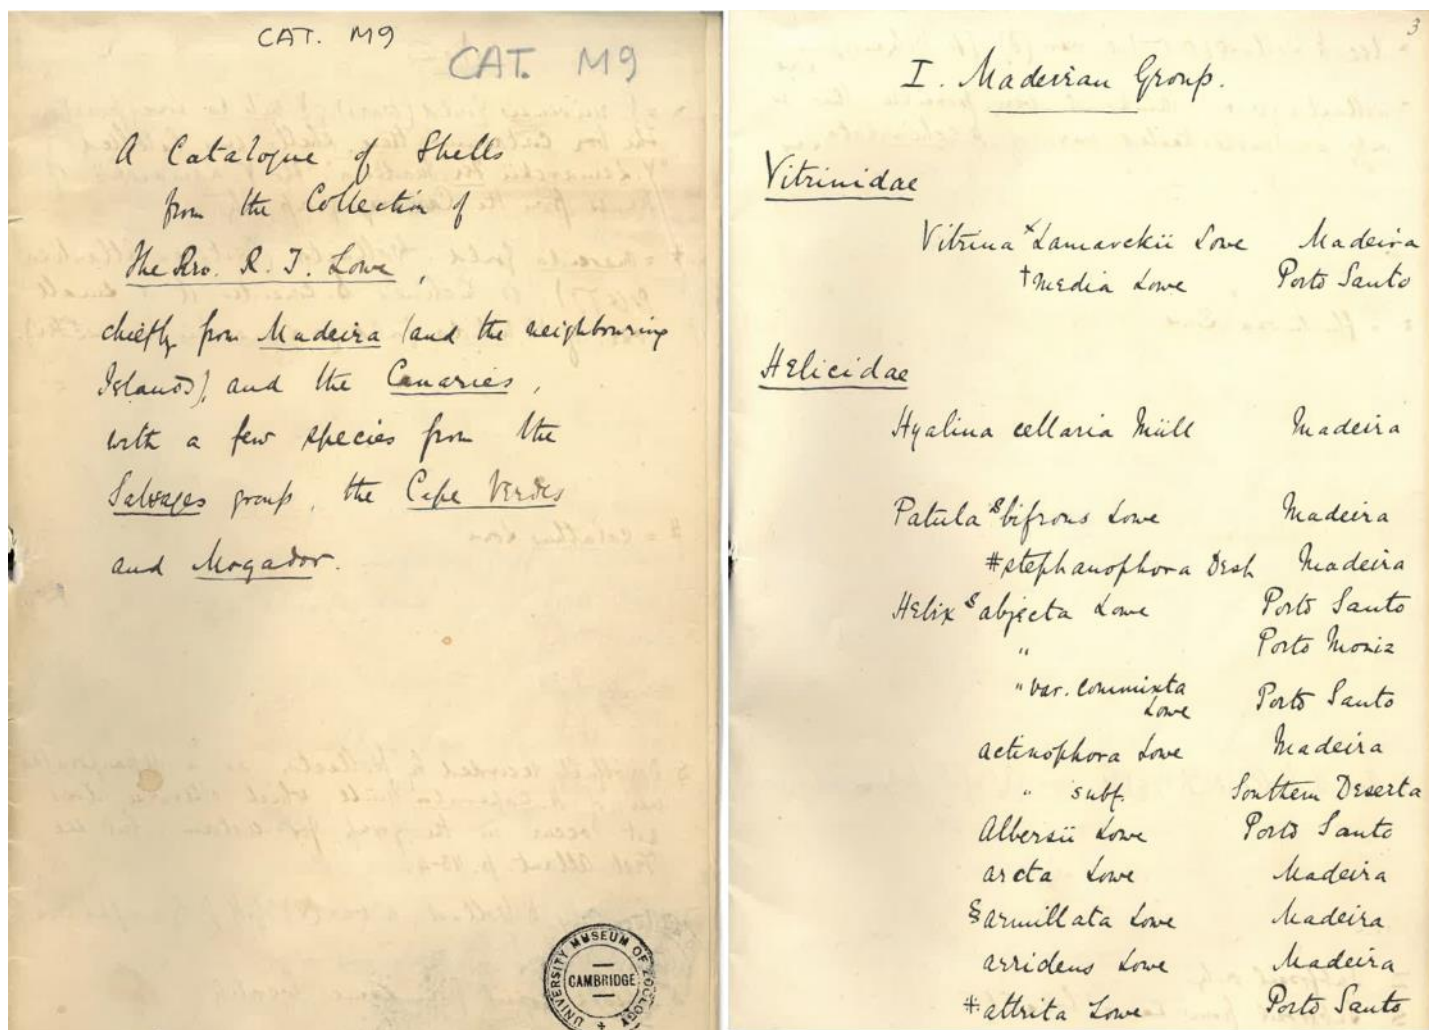 CAT. M9
CAT. M9
A Catalogue of Shells
from the Collection of
The Rev. R. T. Lowe,
chiefly from Madeira (and the neighbouring
Islands), and the Canaries,
with a few species from the
Salvages group, the Cape Verdes
and Mogador.
UNIVERSITY MUSEUM OF ZOOLOGY
CAMBRIDGE
3
I. Madeiran Group.
Vitrinidae
Vitrina ˣLamarckii Lowe Madeira
†media Lowe Porto Santo
Helicidae
Hyalina cellaria Müll Madeira
Patula §bifrons Lowe Madeira
#stephanophora Desh Madeira
Helix §abjecta Lowe Porto Santo
" Porto Moniz
" var. commixta
Lowe Porto Santo
actinophora Lowe Madeira
" subf. Southern Deserta
Albersii Lowe Porto Santo
arcta Lowe Madeira
§armillata Lowe Madeira
arridens Lowe Madeira
*attrita Lowe Porto Santo